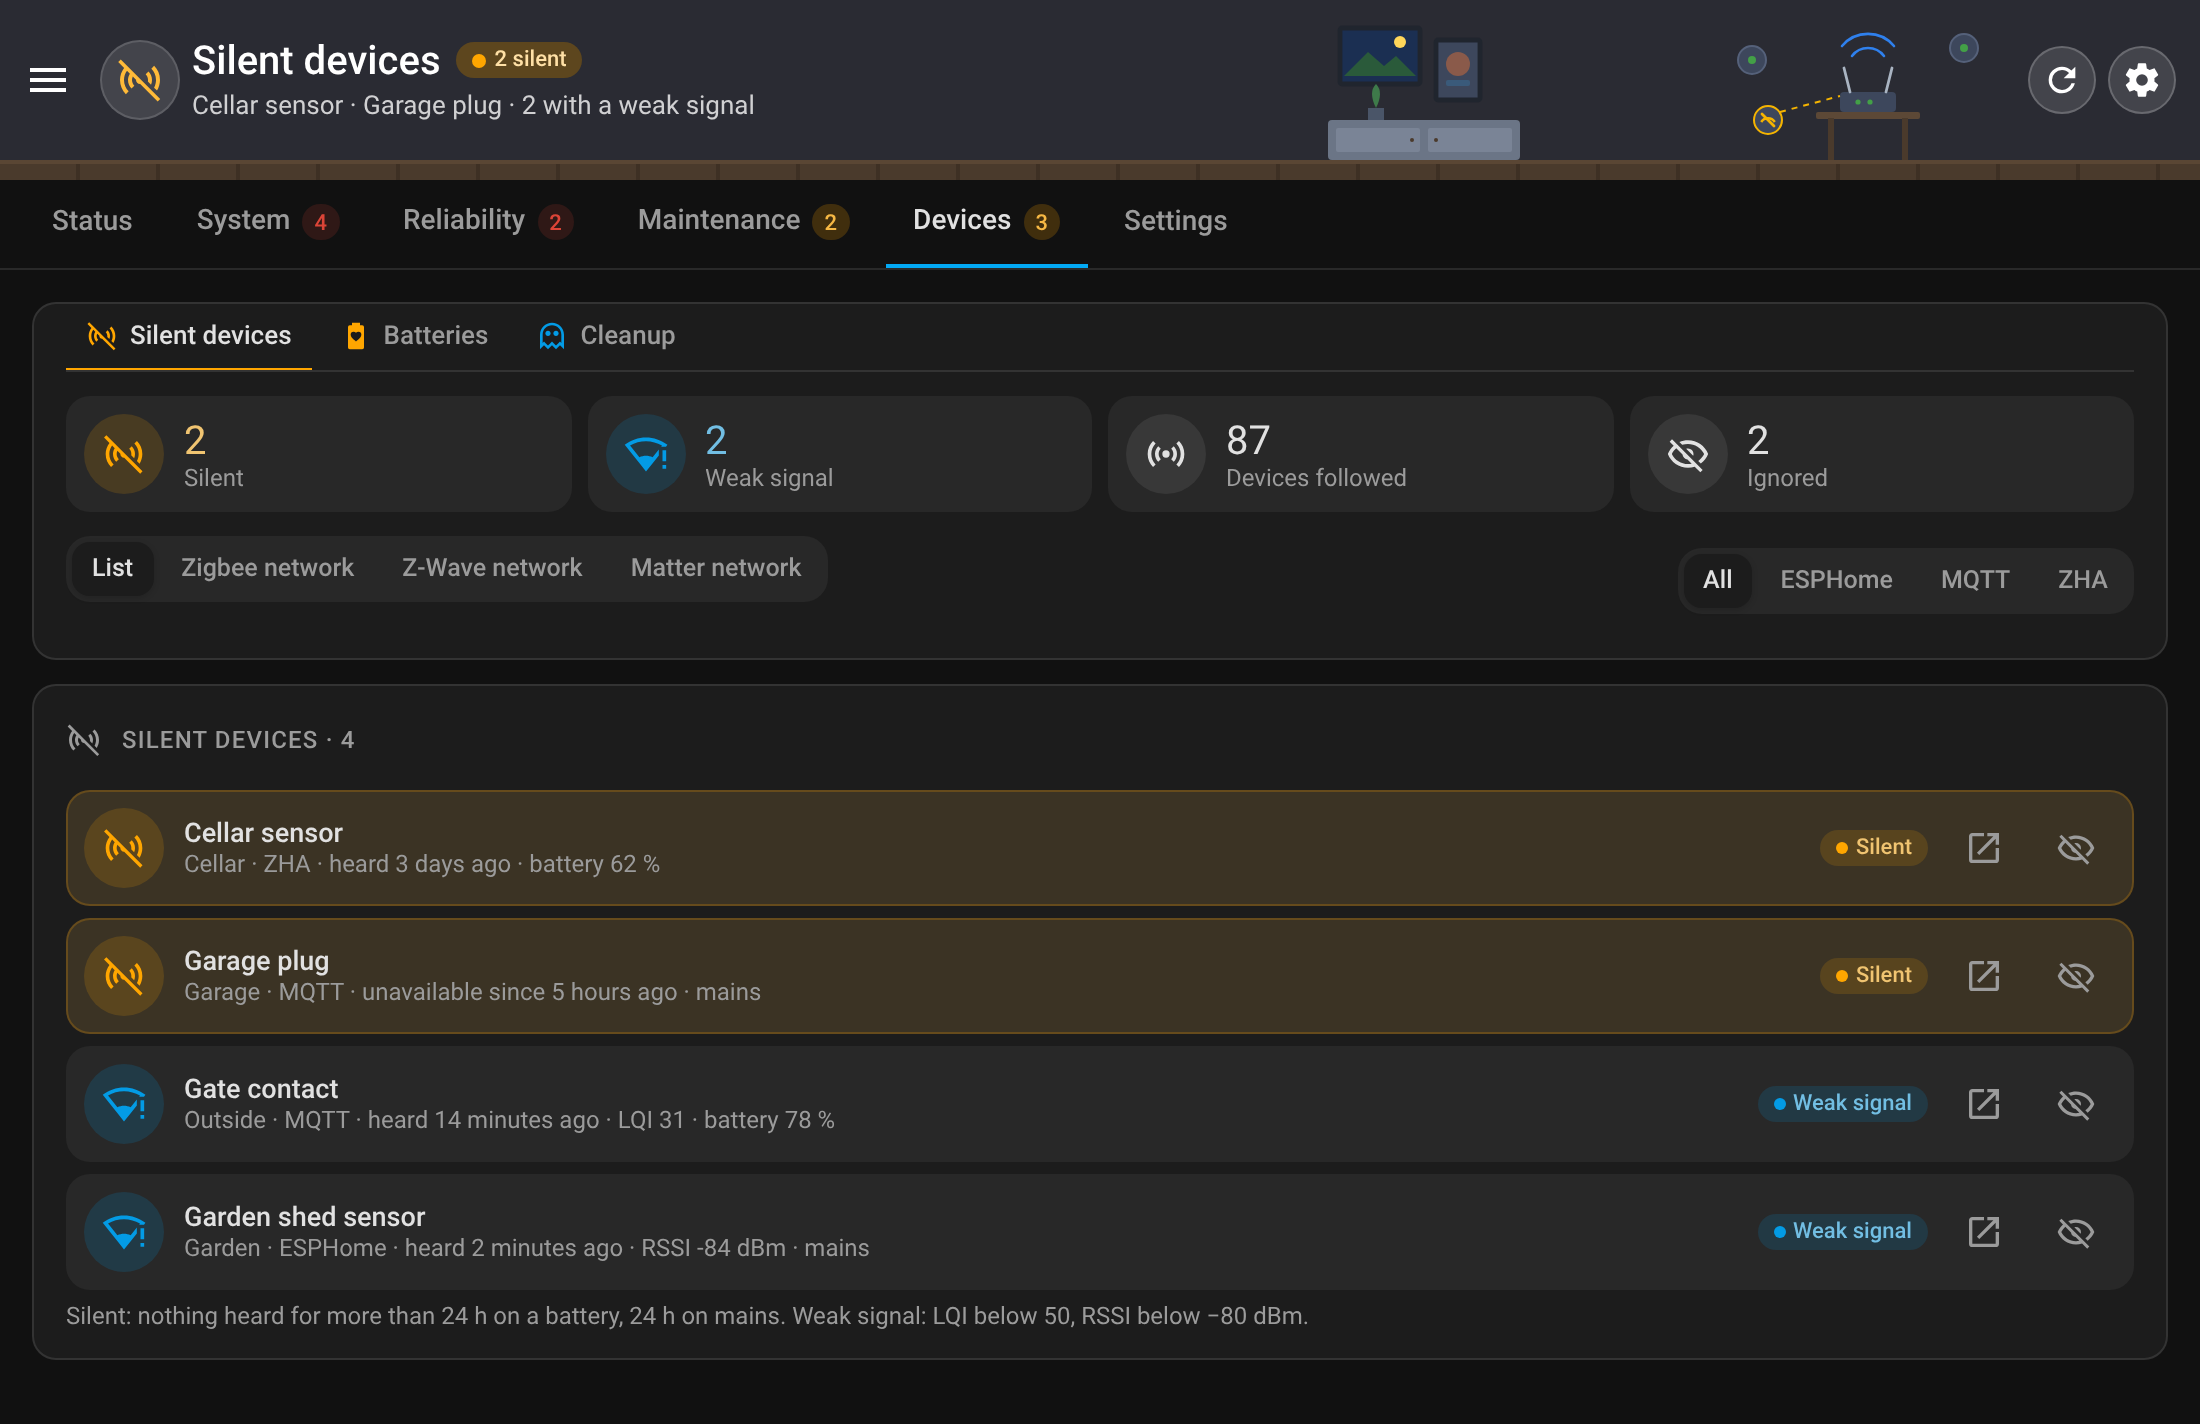 Silent devices
2 silent
Cellar sensor · Garage plug · 2 with a weak signal
Status
System 4
Reliability 2
Maintenance 2
Devices 3
Settings
Silent devices
Batteries
Cleanup
2
Silent
2
Weak signal
87
Devices followed
2
Ignored
List
Zigbee network
Z-Wave network
Matter network
All
ESPHome
MQTT
ZHA
SILENT DEVICES · 4
Cellar sensor
Cellar · ZHA · heard 3 days ago · battery 62 %
Silent
Garage plug
Garage · MQTT · unavailable since 5 hours ago · mains
Silent
Gate contact
Outside · MQTT · heard 14 minutes ago · LQI 31 · battery 78 %
Weak signal
Garden shed sensor
Garden · ESPHome · heard 2 minutes ago · RSSI -84 dBm · mains
Weak signal
Silent: nothing heard for more than 24 h on a battery, 24 h on mains. Weak signal: LQI below 50, RSSI below −80 dBm.